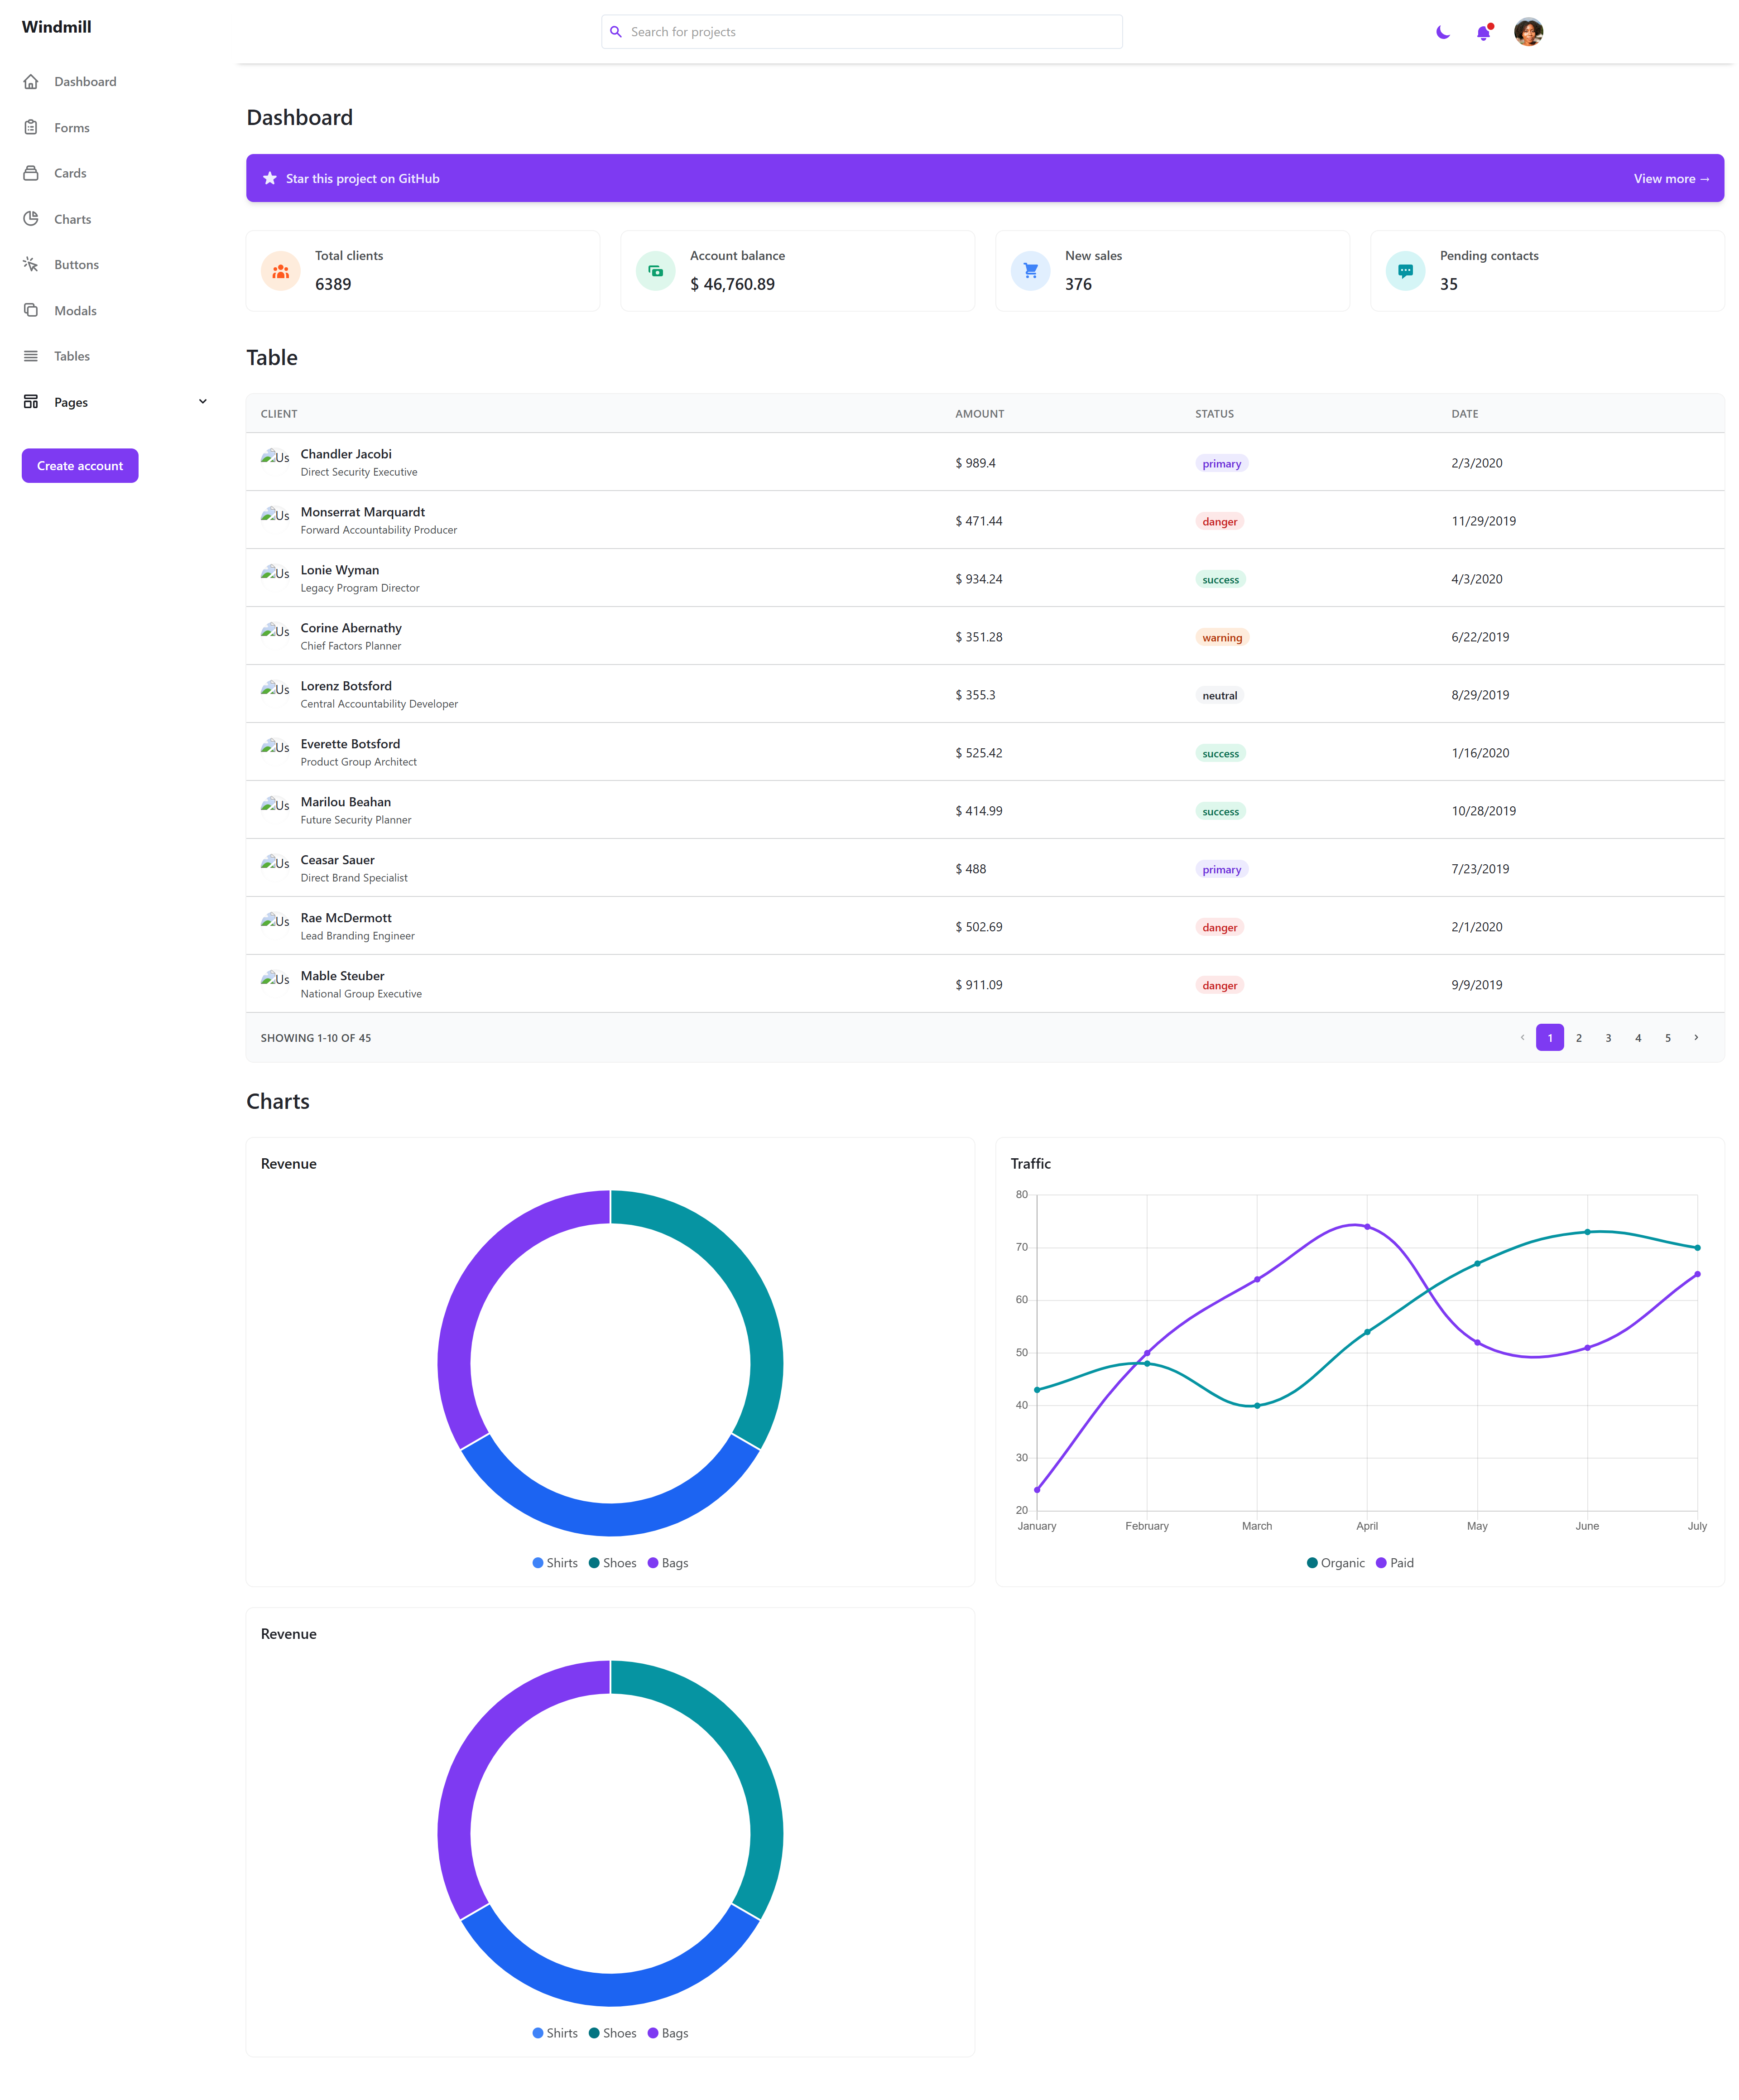 Windmill
Search for projects
Dashboard
Forms
Cards
Charts
Buttons
Modals
Tables
Pages
Create account
Dashboard
Star this project on GitHub
View more →
Total clients
6389
Account balance
$ 46,760.89
New sales
376
Pending contacts
35
Table
CLIENT AMOUNT STATUS DATE
Us Chandler Jacobi
Direct Security Executive
$ 989.4 primary 2/3/2020
Us Monserrat Marquardt
Forward Accountability Producer
$ 471.44 danger 11/29/2019
Us Lonie Wyman
Legacy Program Director
$ 934.24 success 4/3/2020
Us Corine Abernathy
Chief Factors Planner
$ 351.28 warning 6/22/2019
Us Lorenz Botsford
Central Accountability Developer
$ 355.3 neutral 8/29/2019
Us Everette Botsford
Product Group Architect
$ 525.42 success 1/16/2020
Us Marilou Beahan
Future Security Planner
$ 414.99 success 10/28/2019
Us Ceasar Sauer
Direct Brand Specialist
$ 488 primary 7/23/2019
Us Rae McDermott
Lead Branding Engineer
$ 502.69 danger 2/1/2020
Us Mable Steuber
National Group Executive
$ 911.09 danger 9/9/2019
SHOWING 1-10 OF 45
1 2 3 4 5
Charts
Revenue
Shirts Shoes Bags
Traffic
80
70
60
50
40
30
20
January February March April May June July
Organic Paid
Revenue
Shirts Shoes Bags